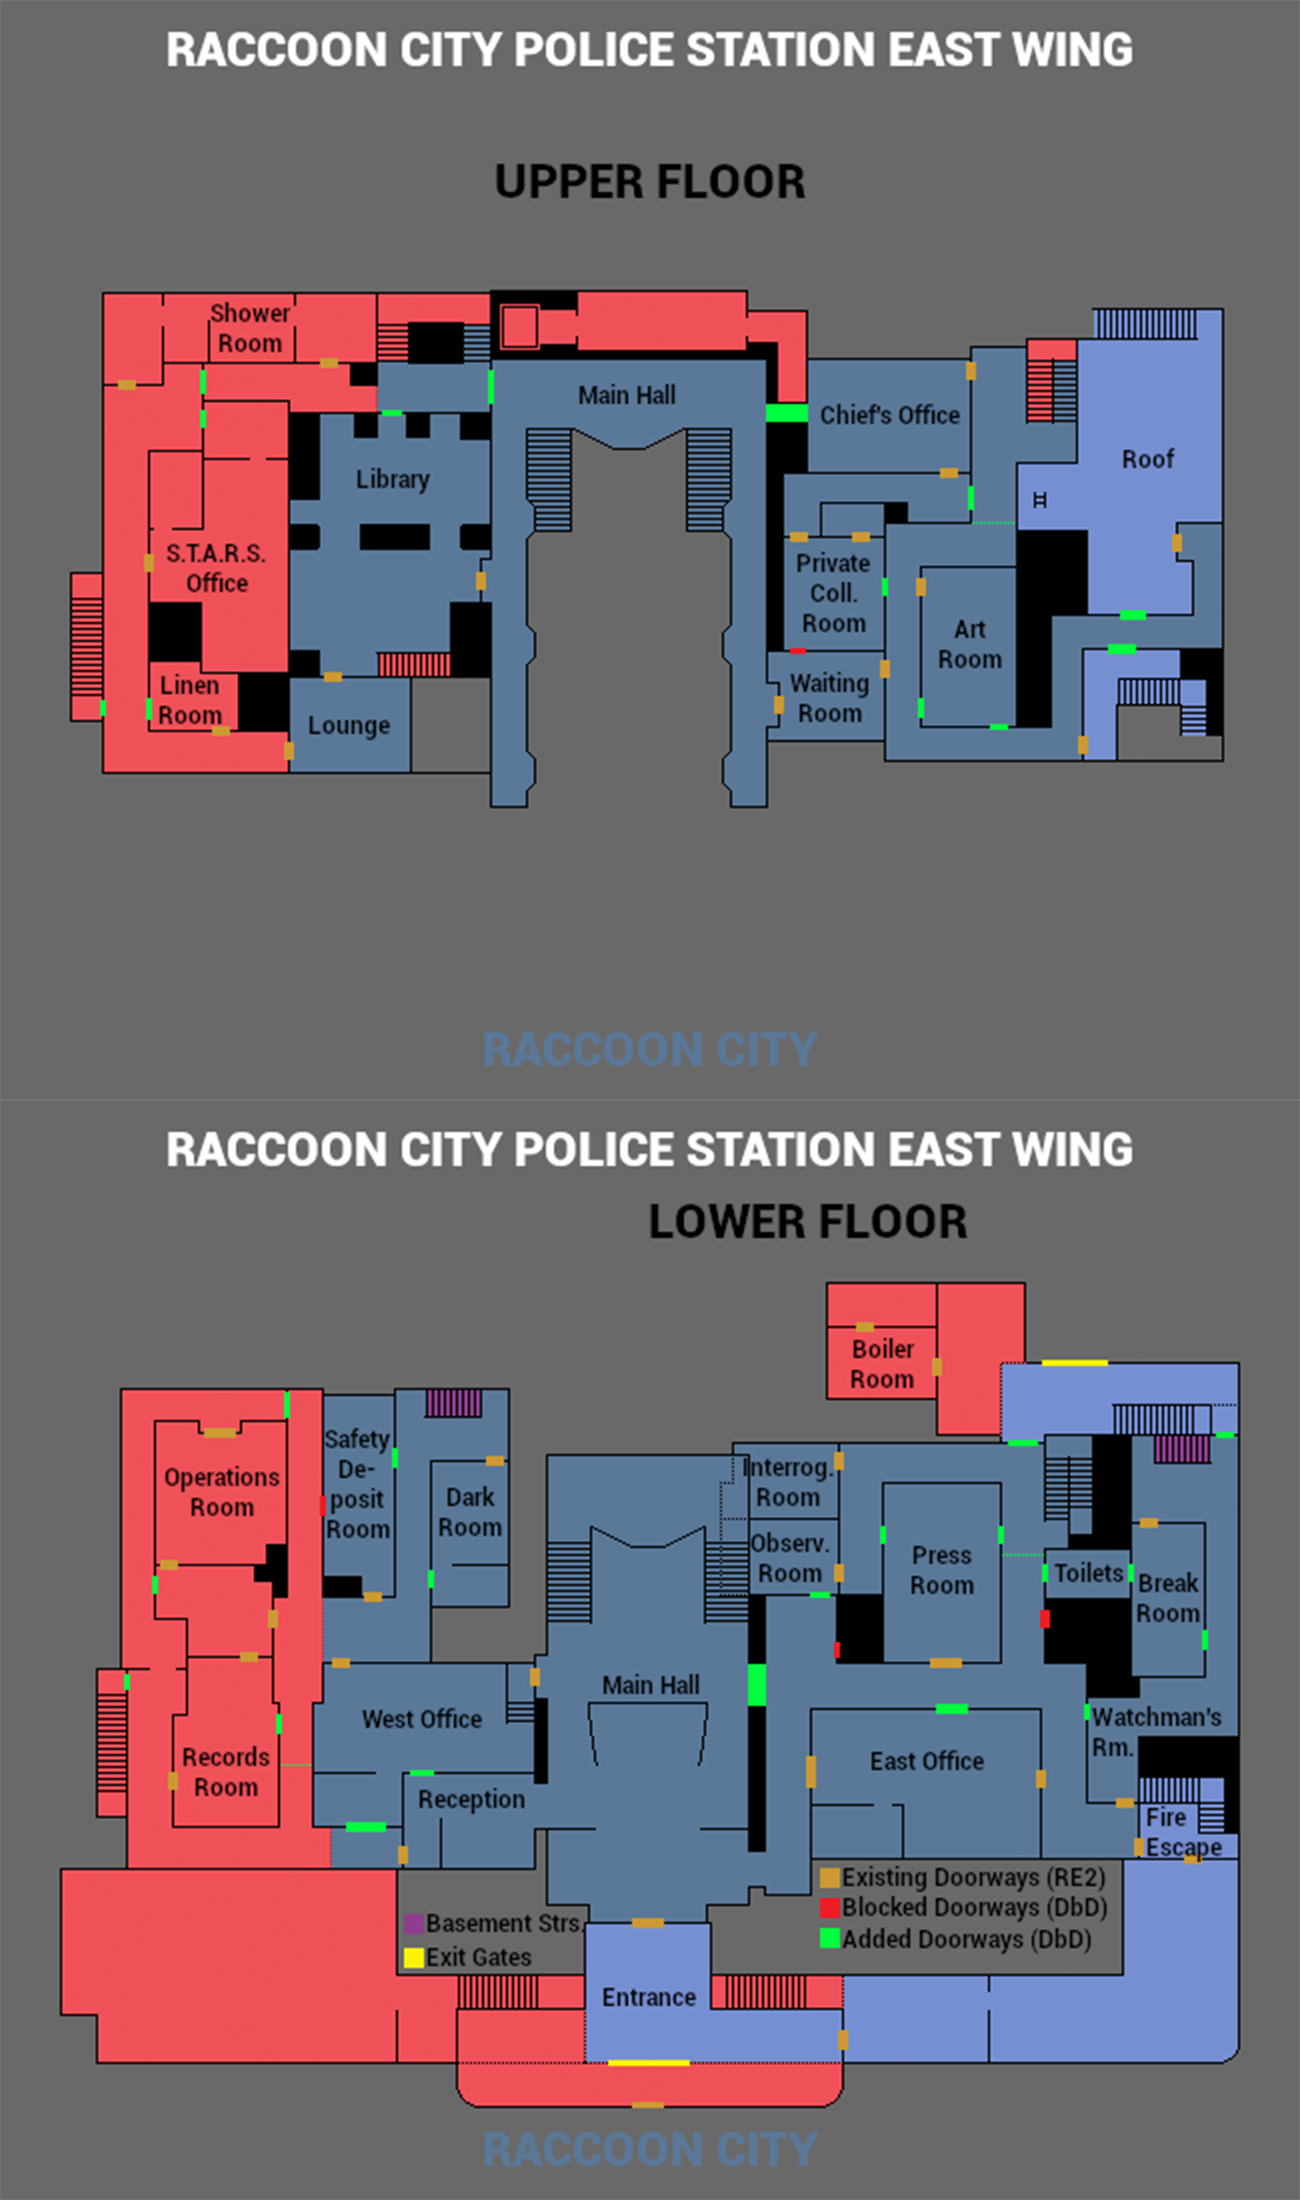 RACCOON CITY POLICE STATION EAST WING
UPPER FLOOR
Shower
Room
Main Hall
Chief's Office
Library
Roof
S.T.A.R.S.
Office
Private
Coll.
Room
Art
Room
Linen
Room
Lounge
Waiting
Room
RACCOON CITY
RACCOON CITY POLICE STATION EAST WING
LOWER FLOOR
Boiler
Room
Safety
De-
posit
Room
Operations
Room
Dark
Room
Interrog.
Room
Observ.
Room
Press
Room
Toilets
Break
Room
Main Hall
West Office
Watchman's
Rm.
Records
Room
East Office
Reception
Fire
Escape
Existing Doorways (RE2)
Blocked Doorways (DbD)
Added Doorways (DbD)
Basement Strs.
Exit Gates
Entrance
RACCOON CITY